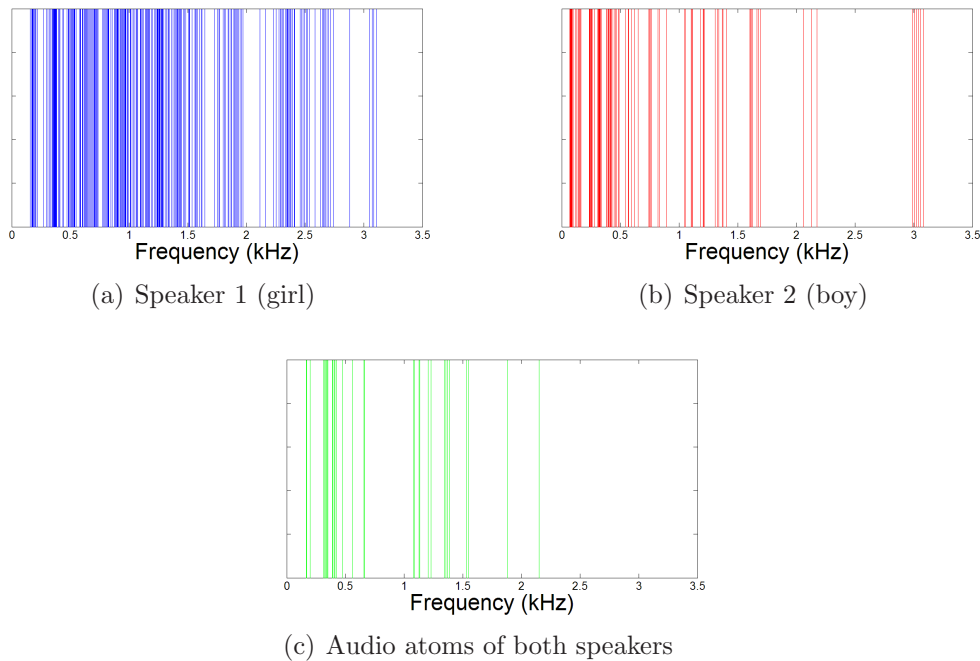 0 0.5 1 1.5 2 2.5 3 3.5
Frequency (kHz)
(a) Speaker 1 (girl)
0 0.5 1 1.5 2 2.5 3 3.5
Frequency (kHz)
(b) Speaker 2 (boy)
0 0.5 1 1.5 2 2.5 3 3.5
Frequency (kHz)
(c) Audio atoms of both speakers